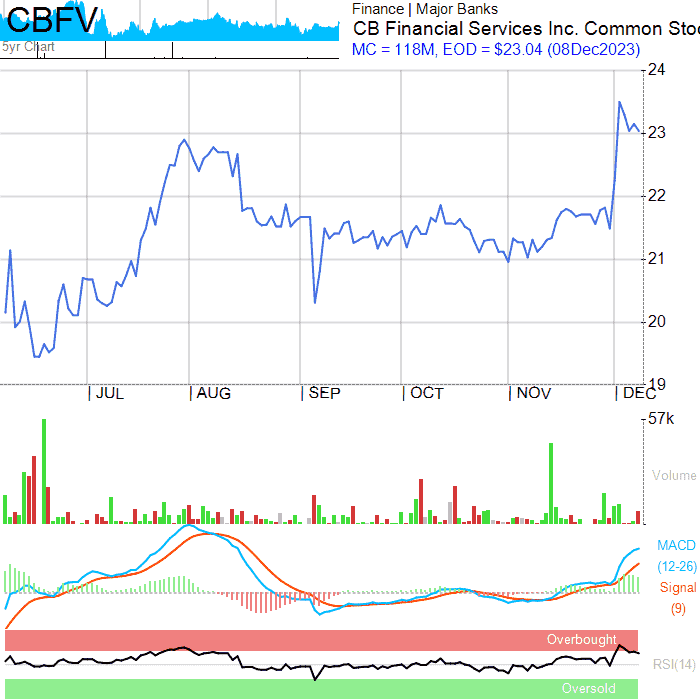 CBFV
5yr Chart
Finance | Major Banks
CB Financial Services Inc. Common Stoc
MC = 118M, EOD = $23.04 (08Dec2023)
24
23
22
21
20
19
| JUL
| AUG
| SEP
| OCT
| NOV
| DEC
57k
Volume
MACD
(12-26)
Signal
(9)
Overbought
RSI(14)
Oversold